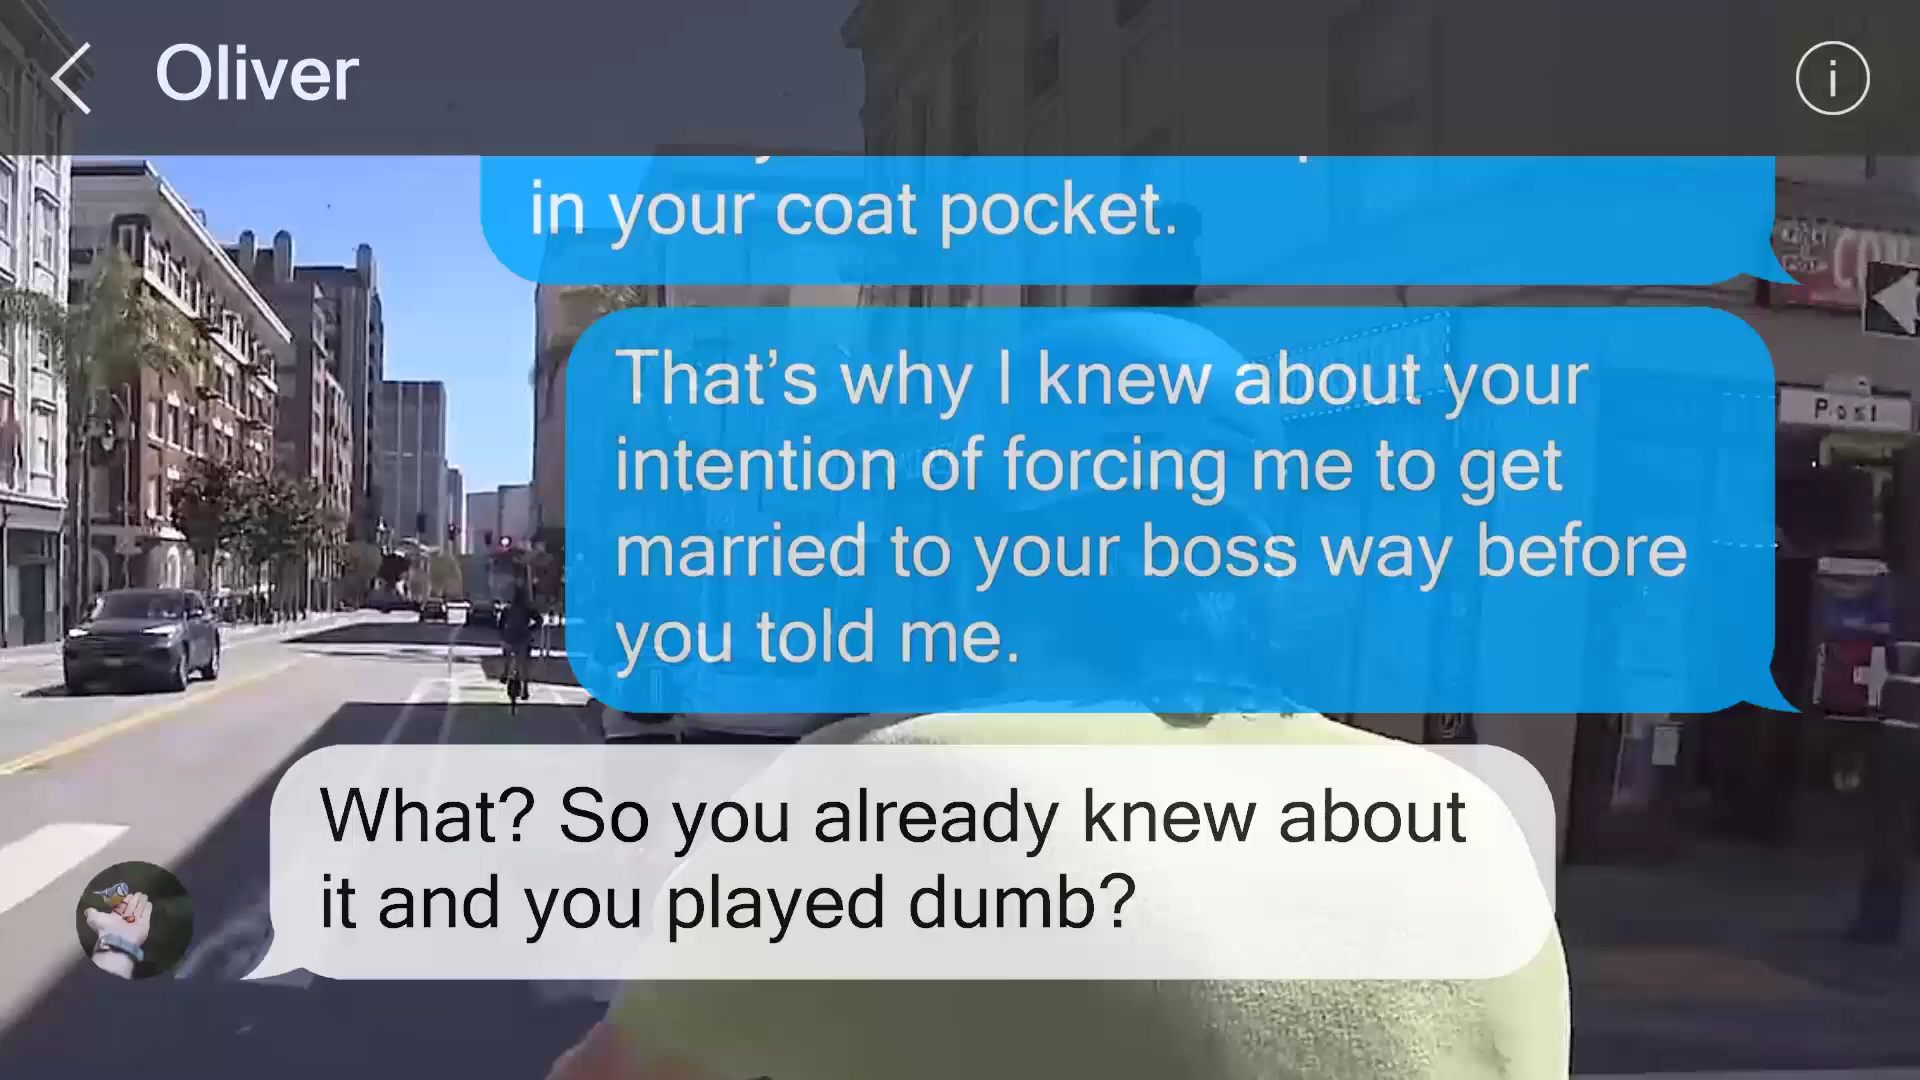 Oliver
in your coat pocket.
That’s why I knew about your
intention of forcing me to get
married to your boss way before
you told me.
Post
What? So you already knew about
it and you played dumb?